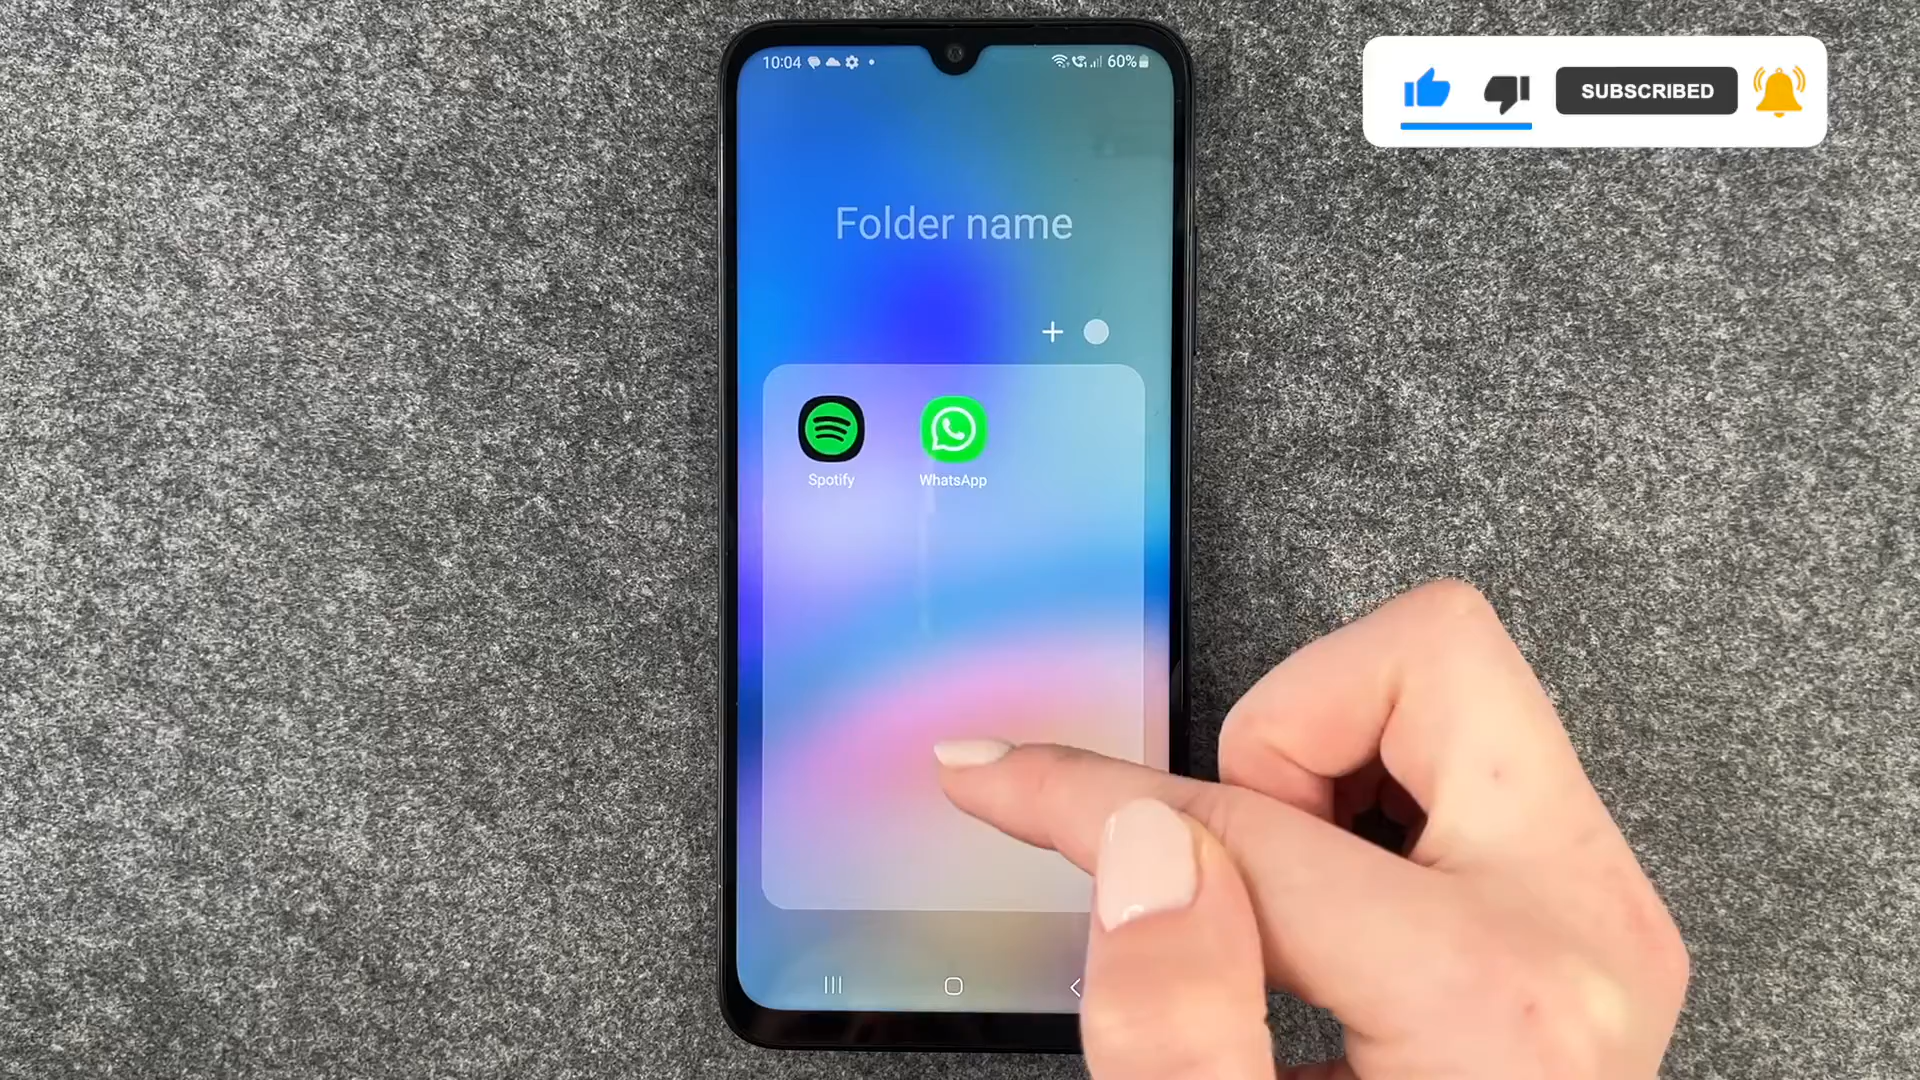 10:04
60%
SUBSCRIBED
Folder name
Spotify
WhatsApp